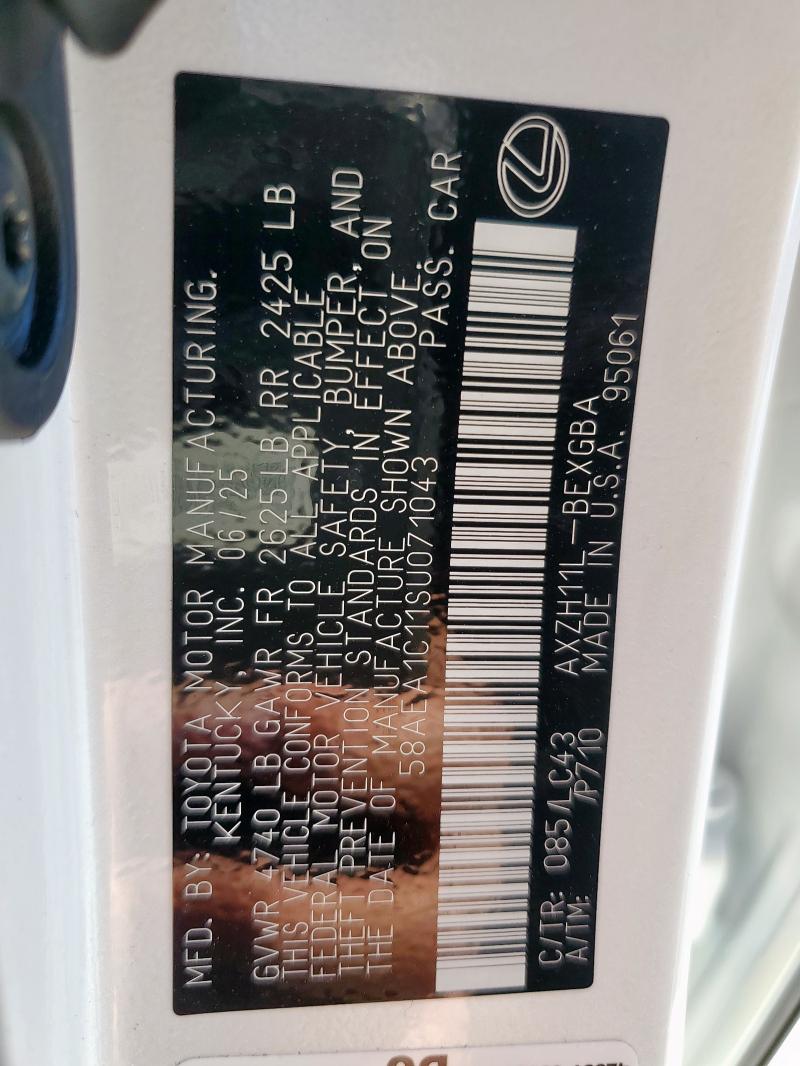 MFD. BY: TOYOTA MOTOR MANUFACTURING.
KENTUCKY. INC. 06/25
GVWR 4740 LB GAWR FR 2625 LB RR 2425 LB
THIS VEHICLE CONFORMS TO ALL APPLICABLE
FEDERAL MOTOR VEHICLE SAFETY, BUMPER, AND
THEFT PREVENTION STANDARDS IN EFFECT ON
THE DATE OF MANUFACTURE SHOWN ABOVE.
58AEA1C11SU071043 PASS. CAR
C/TR: 085/LC43 AXZH11L-BEXGBA
A/TM: /P710 MADE IN U.S.A. 95061